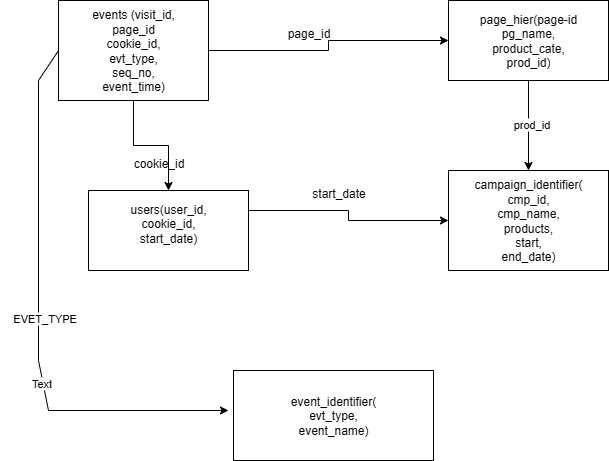 events (visit_id,
page_id
cookie_id,
evt_type,
seq_no,
event_time)
page_id
page_hier(page-id
pg_name,
product_cate,
prod_id)
prod_id
cookie_id
users(user_id,
cookie_id,
start_date)
start_date
campaign_identifier(
cmp_id,
cmp_name,
products,
start,
end_date)
EVET_TYPE
Text
event_identifier(
evt_type,
event_name)